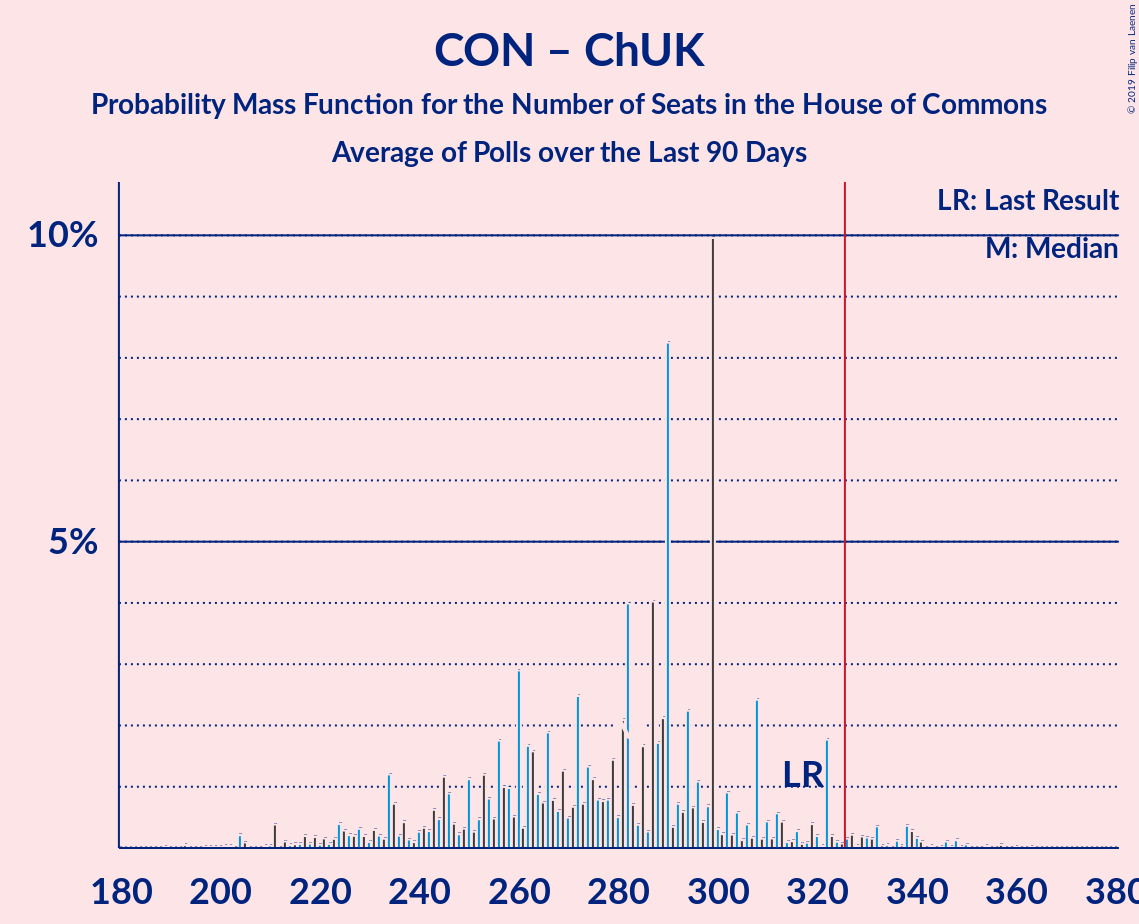 CON – ChUK
Probability Mass Function for the Number of Seats in the House of Commons
Average of Polls over the Last 90 Days
© 2019 Filip van Laenen
LR: Last Result
M: Median
10%
5%
LR
180 200 220 240 260 280 300 320 340 360 380